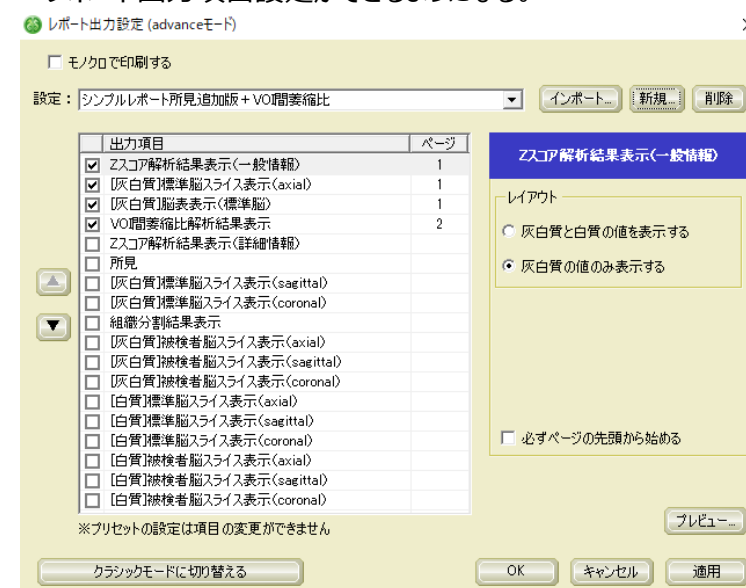 レポート出力設定 (advanceモード)
モノクロで印刷する
設定： シンプルレポート所見追加版＋VOI間萎縮比 インポート... 新規... 削除
出力項目 ページ
Zスコア解析結果表示(一般情報) 1
[灰白質]標準脳スライス表示(axial) 1
[灰白質]脳表表示(標準脳) 1
VOI間萎縮比解析結果表示 2
Zスコア解析結果表示(詳細情報)
所見
[灰白質]標準脳スライス表示(sagittal)
[灰白質]標準脳スライス表示(coronal)
組織分割結果表示
[灰白質]被検者脳スライス表示(axial)
[灰白質]被検者脳スライス表示(sagittal)
[灰白質]被検者脳スライス表示(coronal)
[白質]標準脳スライス表示(axial)
[白質]標準脳スライス表示(sagittal)
[白質]標準脳スライス表示(coronal)
[白質]被検者脳スライス表示(axial)
[白質]被検者脳スライス表示(sagittal)
[白質]被検者脳スライス表示(coronal)
Zスコア解析結果表示(一般情報)
レイアウト
灰白質と白質の値を表示する
灰白質の値のみ表示する
必ずページの先頭から始める
※プリセットの設定は項目の変更ができません
プレビュー...
クラシックモードに切り替える OK キャンセル 適用